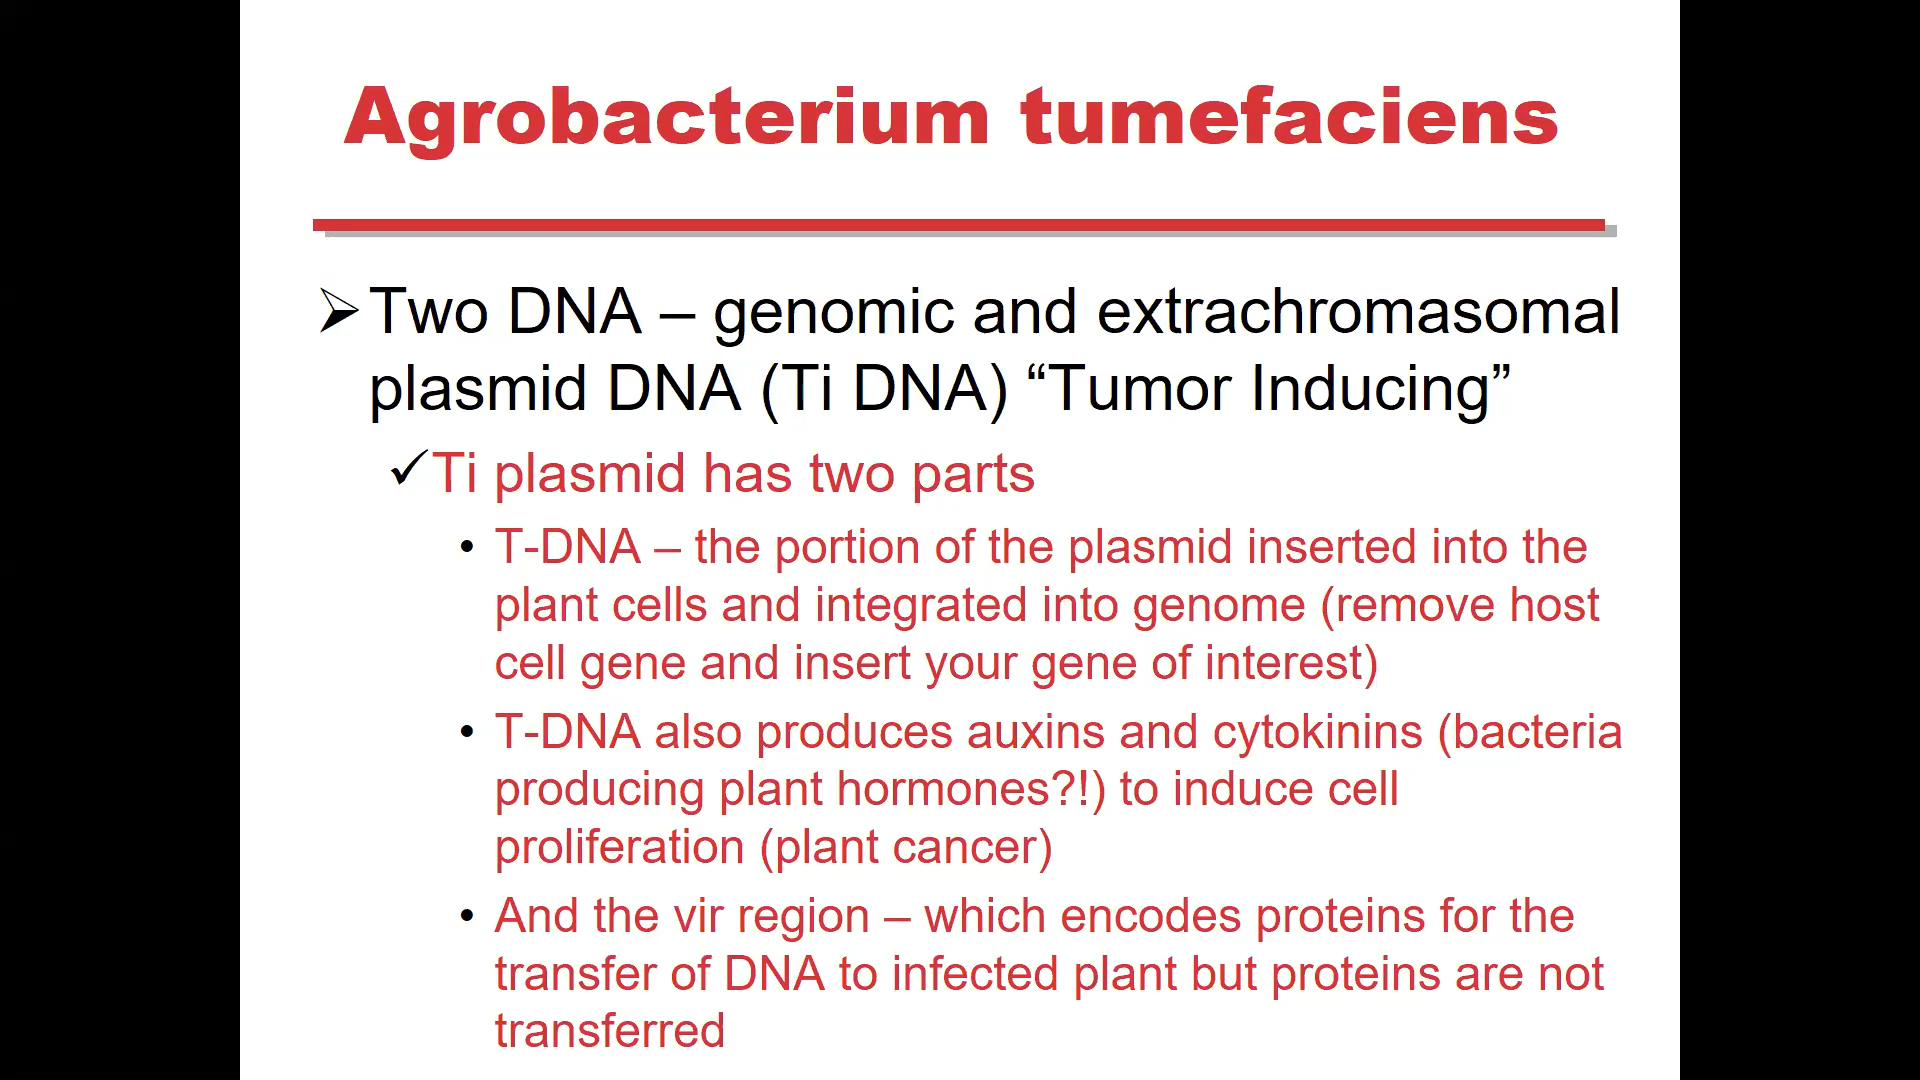 Agrobacterium tumefaciens
➢Two DNA – genomic and extrachromasomal
plasmid DNA (Ti DNA) “Tumor Inducing”
✓Ti plasmid has two parts
• T-DNA – the portion of the plasmid inserted into the
plant cells and integrated into genome (remove host
cell gene and insert your gene of interest)
• T-DNA also produces auxins and cytokinins (bacteria
producing plant hormones?!) to induce cell
proliferation (plant cancer)
• And the vir region – which encodes proteins for the
transfer of DNA to infected plant but proteins are not
transferred